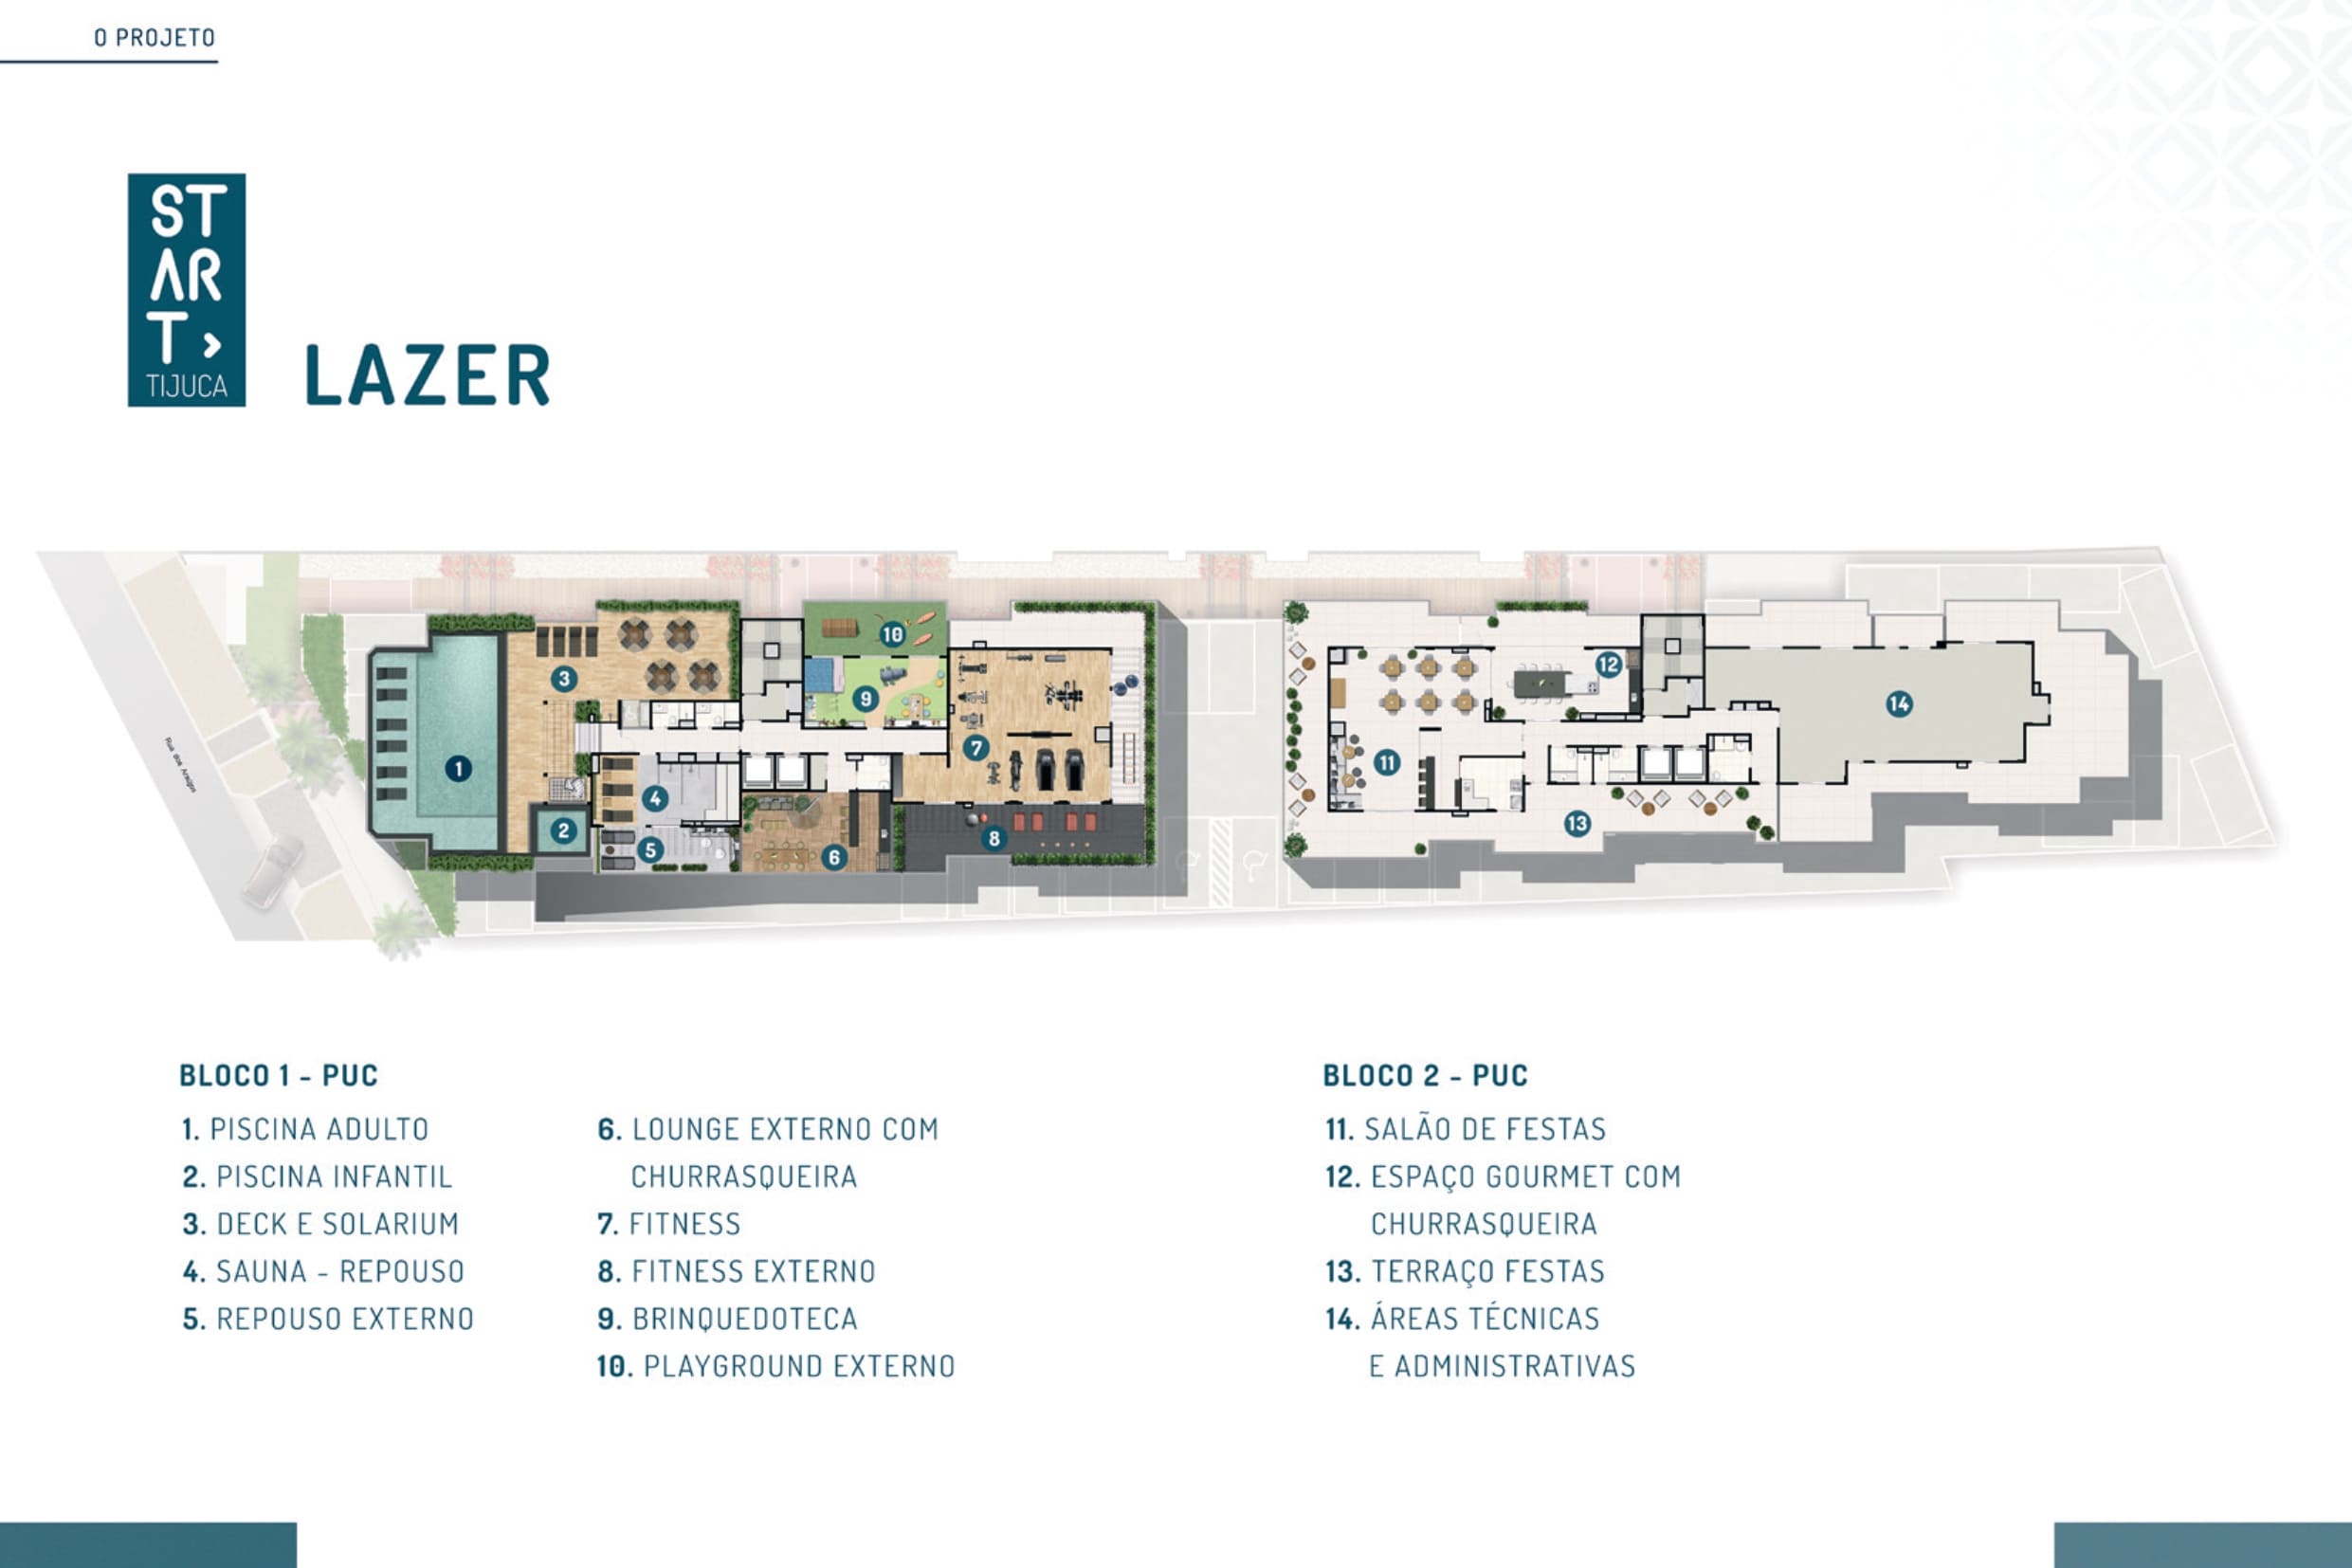 O PROJETO
ST
AR
T >
TIJUCA
LAZER
10
12
3
9
14
7
11
1
4
2
13
8
5
6
Rua dos Araújos
BLOCO 1 - PUC
1. PISCINA ADULTO
2. PISCINA INFANTIL
3. DECK E SOLARIUM
4. SAUNA - REPOUSO
5. REPOUSO EXTERNO
6. LOUNGE EXTERNO COM
CHURRASQUEIRA
7. FITNESS
8. FITNESS EXTERNO
9. BRINQUEDOTECA
10. PLAYGROUND EXTERNO
BLOCO 2 - PUC
11. SALÃO DE FESTAS
12. ESPAÇO GOURMET COM
CHURRASQUEIRA
13. TERRAÇO FESTAS
14. ÁREAS TÉCNICAS
E ADMINISTRATIVAS